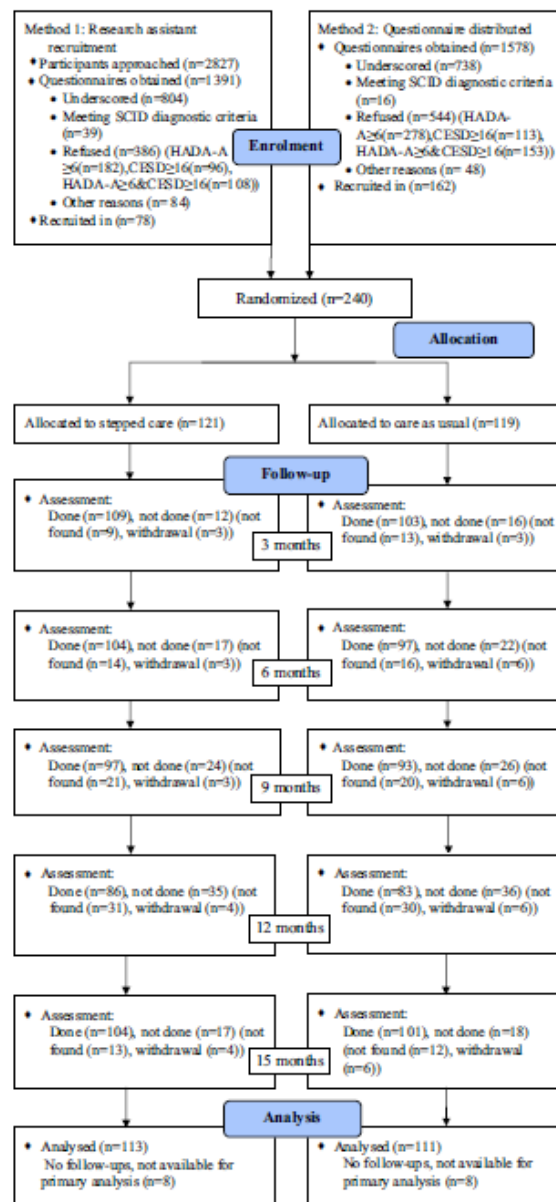 Method 1: Research assistant
recruitment
♦ Participants approached (n=2827)
♦ Questionnaires obtained (n=1391)
• Underscored (n=804)
• Meeting SCID diagnostic criteria
(n=39)
• Refused (n=386) (HADA-A
≥6(n=182),CESD≥16(n=96),
HADA-A≥6&CESD≥16(n=108))
• Other reasons (n= 84)
♦ Recruited in (n=78)
Method 2: Questionnaire distributed
♦ Questionnaires obtained (n=1578)
• Underscored (n=738)
• Meeting SCID diagnostic criteria
(n=16)
• Refused (n=544) (HADA-
A≥6(n=278),CESD≥16(n=113),
HADA-A≥6&CESD≥16(n=153))
• Other reasons (n= 48)
♦ Recruited in (n=162)
Enrolment
Randomized (n=240)
Allocation
Allocated to stepped care (n=121)
Allocated to care as usual (n=119)
Follow-up
♦ Assessment:
Done (n=109), not done (n=12) (not
found (n=9), withdrawal (n=3))
♦ Assessment:
Done (n=103), not done (n=16) (not
found (n=13), withdrawal (n=3))
3 months
♦ Assessment:
Done (n=104), not done (n=17) (not
found (n=14), withdrawal (n=3))
♦ Assessment:
Done (n=97), not done (n=22) (not
found (n=16), withdrawal (n=6))
6 months
♦ Assessment:
Done (n=97), not done (n=24) (not
found (n=21), withdrawal (n=3))
♦ Assessment:
Done (n=93), not done (n=26) (not
found (n=20), withdrawal (n=6))
9 months
♦ Assessment:
Done (n=86), not done (n=35) (not
found (n=31), withdrawal (n=4))
♦ Assessment:
Done (n=83), not done (n=36) (not
found (n=30), withdrawal (n=6))
12 months
♦ Assessment:
Done (n=104), not done (n=17) (not
found (n=13), withdrawal (n=4))
♦ Assessment:
Done (n=101), not done (n=18)
(not found (n=12), withdrawal
(n=6))
15 months
Analysis
♦ Analysed (n=113)
No follow-ups, not available for
primary analysis (n=8)
♦ Analysed (n=111)
No follow-ups, not available for
primary analysis (n=8)